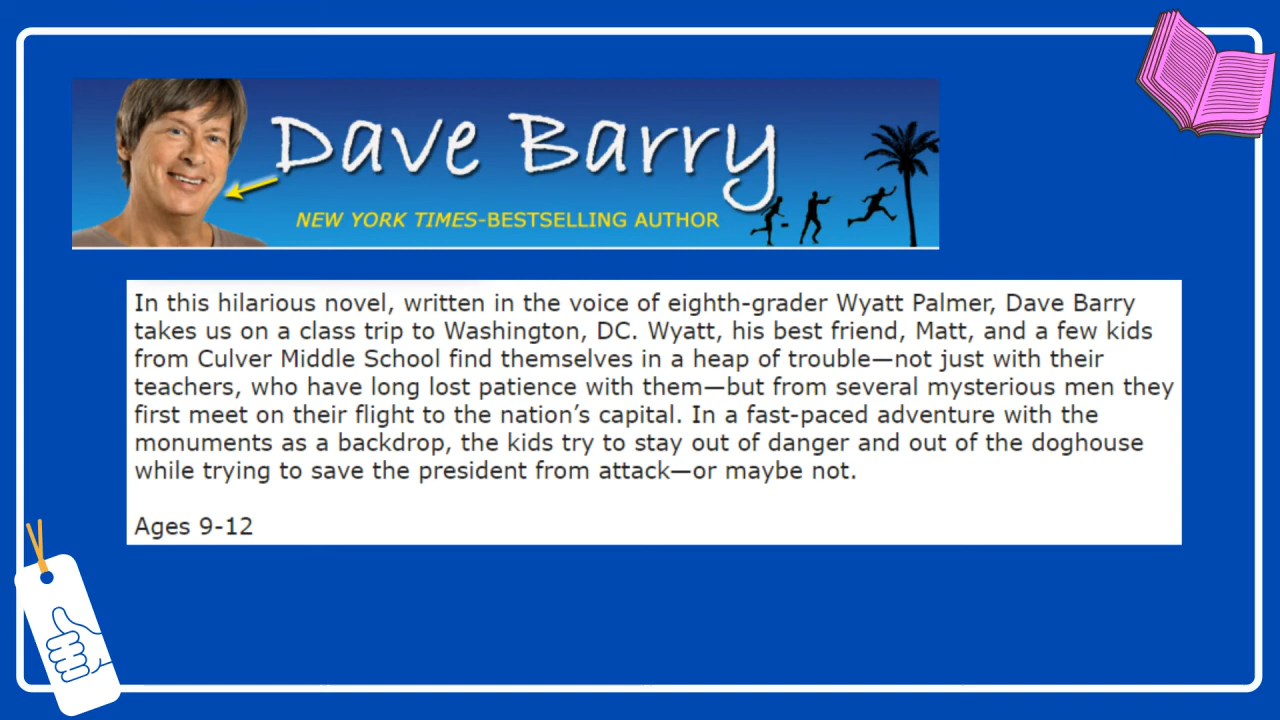 Dave Barry
NEW YORK TIMES-BESTSELLING AUTHOR
In this hilarious novel, written in the voice of eighth-grader Wyatt Palmer, Dave Barry
takes us on a class trip to Washington, DC. Wyatt, his best friend, Matt, and a few kids
from Culver Middle School find themselves in a heap of trouble—not just with their
teachers, who have long lost patience with them—but from several mysterious men they
first meet on their flight to the nation’s capital. In a fast-paced adventure with the
monuments as a backdrop, the kids try to stay out of danger and out of the doghouse
while trying to save the president from attack—or maybe not.
Ages 9-12